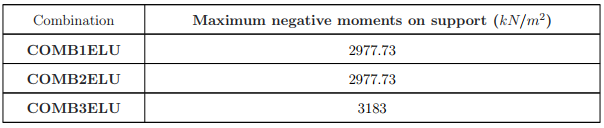 Combination Maximum negative moments on support (kN/m²)
COMB1ELU 2977.73
COMB2ELU 2977.73
COMB3ELU 3183